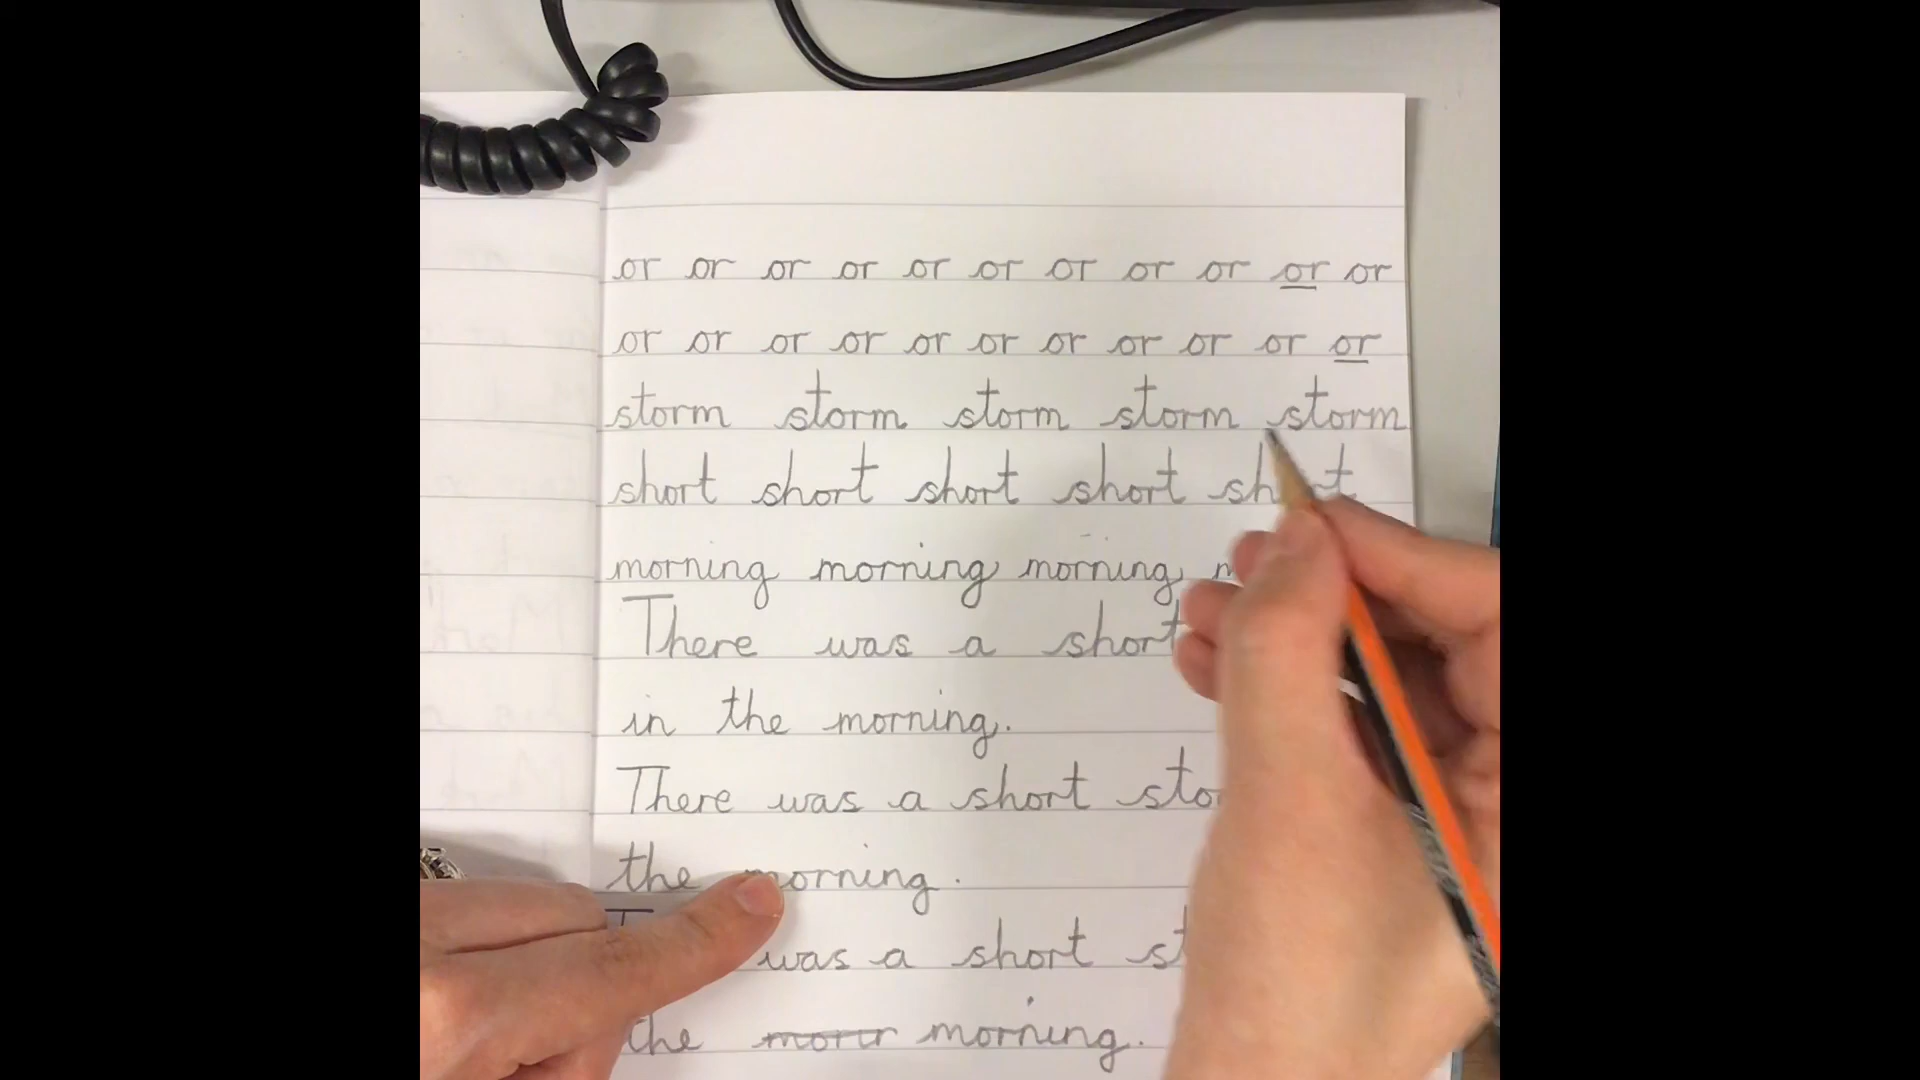 or or or or or or or or or or or
or or or or or or or or or or or
storm storm storm storm storm
short short short short short
morning morning morning
There was a short
in the morning.
There was a short
the morning.
was a short
the morning.